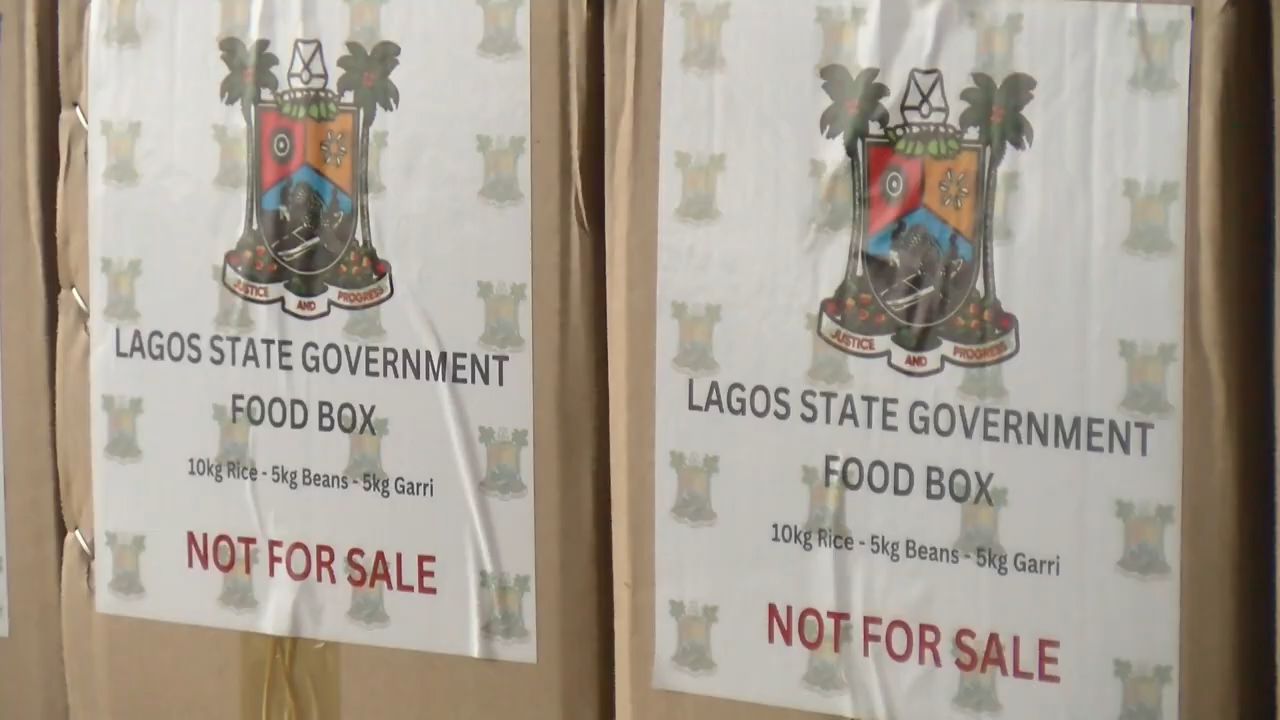 JUSTICE AND PROGRESS
LAGOS STATE GOVERNMENT
FOOD BOX
10kg Rice - 5kg Beans - 5kg Garri
NOT FOR SALE
JUSTICE AND PROGRESS
LAGOS STATE GOVERNMENT
FOOD BOX
10kg Rice - 5kg Beans - 5kg Garri
NOT FOR SALE